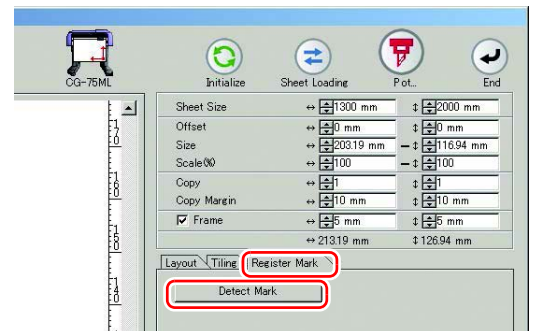 CG-75ML Initialize Sheet Loading Plot... End
Sheet Size ↔ 1300 mm ↕ 2000 mm
Offset ↔ 0 mm ↕ 0 mm
Size ↔ 203.19 mm ↕ 116.94 mm
Scale(%) ↔ 100 ↕ 100
Copy ↔ 1 ↕ 1
Copy Margin ↔ 10 mm ↕ 10 mm
Frame ↔ 5 mm ↕ 5 mm
↔ 213.19 mm ↕ 126.94 mm
Layout Tiling Register Mark
Detect Mark